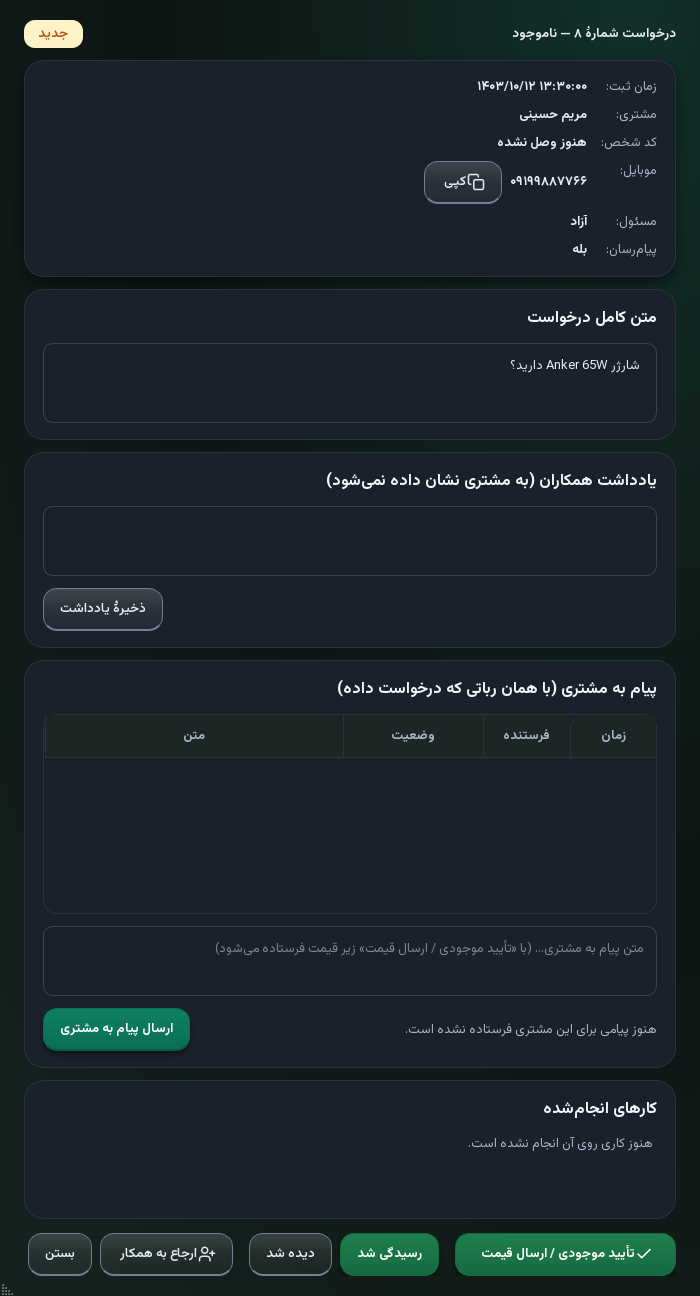 درخواست شمارهٔ ۸ — ناموجود
جدید
زمان ثبت: ۱۴۰۳/۱۰/۱۲ ۱۳:۳۰:۰۰
مشتری: مریم حسینی
کد شخص: هنوز وصل نشده
موبایل: ۰۹۱۹۹۸۸۷۷۶۶ کپی
مسئول: آزاد
پیام‌رسان: بله
متن کامل درخواست
شارژر Anker 65W دارید؟
یادداشت همکاران (به مشتری نشان داده نمی‌شود)
ذخیرهٔ یادداشت
پیام به مشتری (با همان رباتی که درخواست داده)
زمان فرستنده وضعیت متن
متن پیام به مشتری... (با «تأیید موجودی / ارسال قیمت» زیر قیمت فرستاده می‌شود)
هنوز پیامی برای این مشتری فرستاده نشده است.
ارسال پیام به مشتری
کارهای انجام‌شده
هنوز کاری روی آن انجام نشده است.
تأیید موجودی / ارسال قیمت رسیدگی شد دیده شد ارجاع به همکار بستن